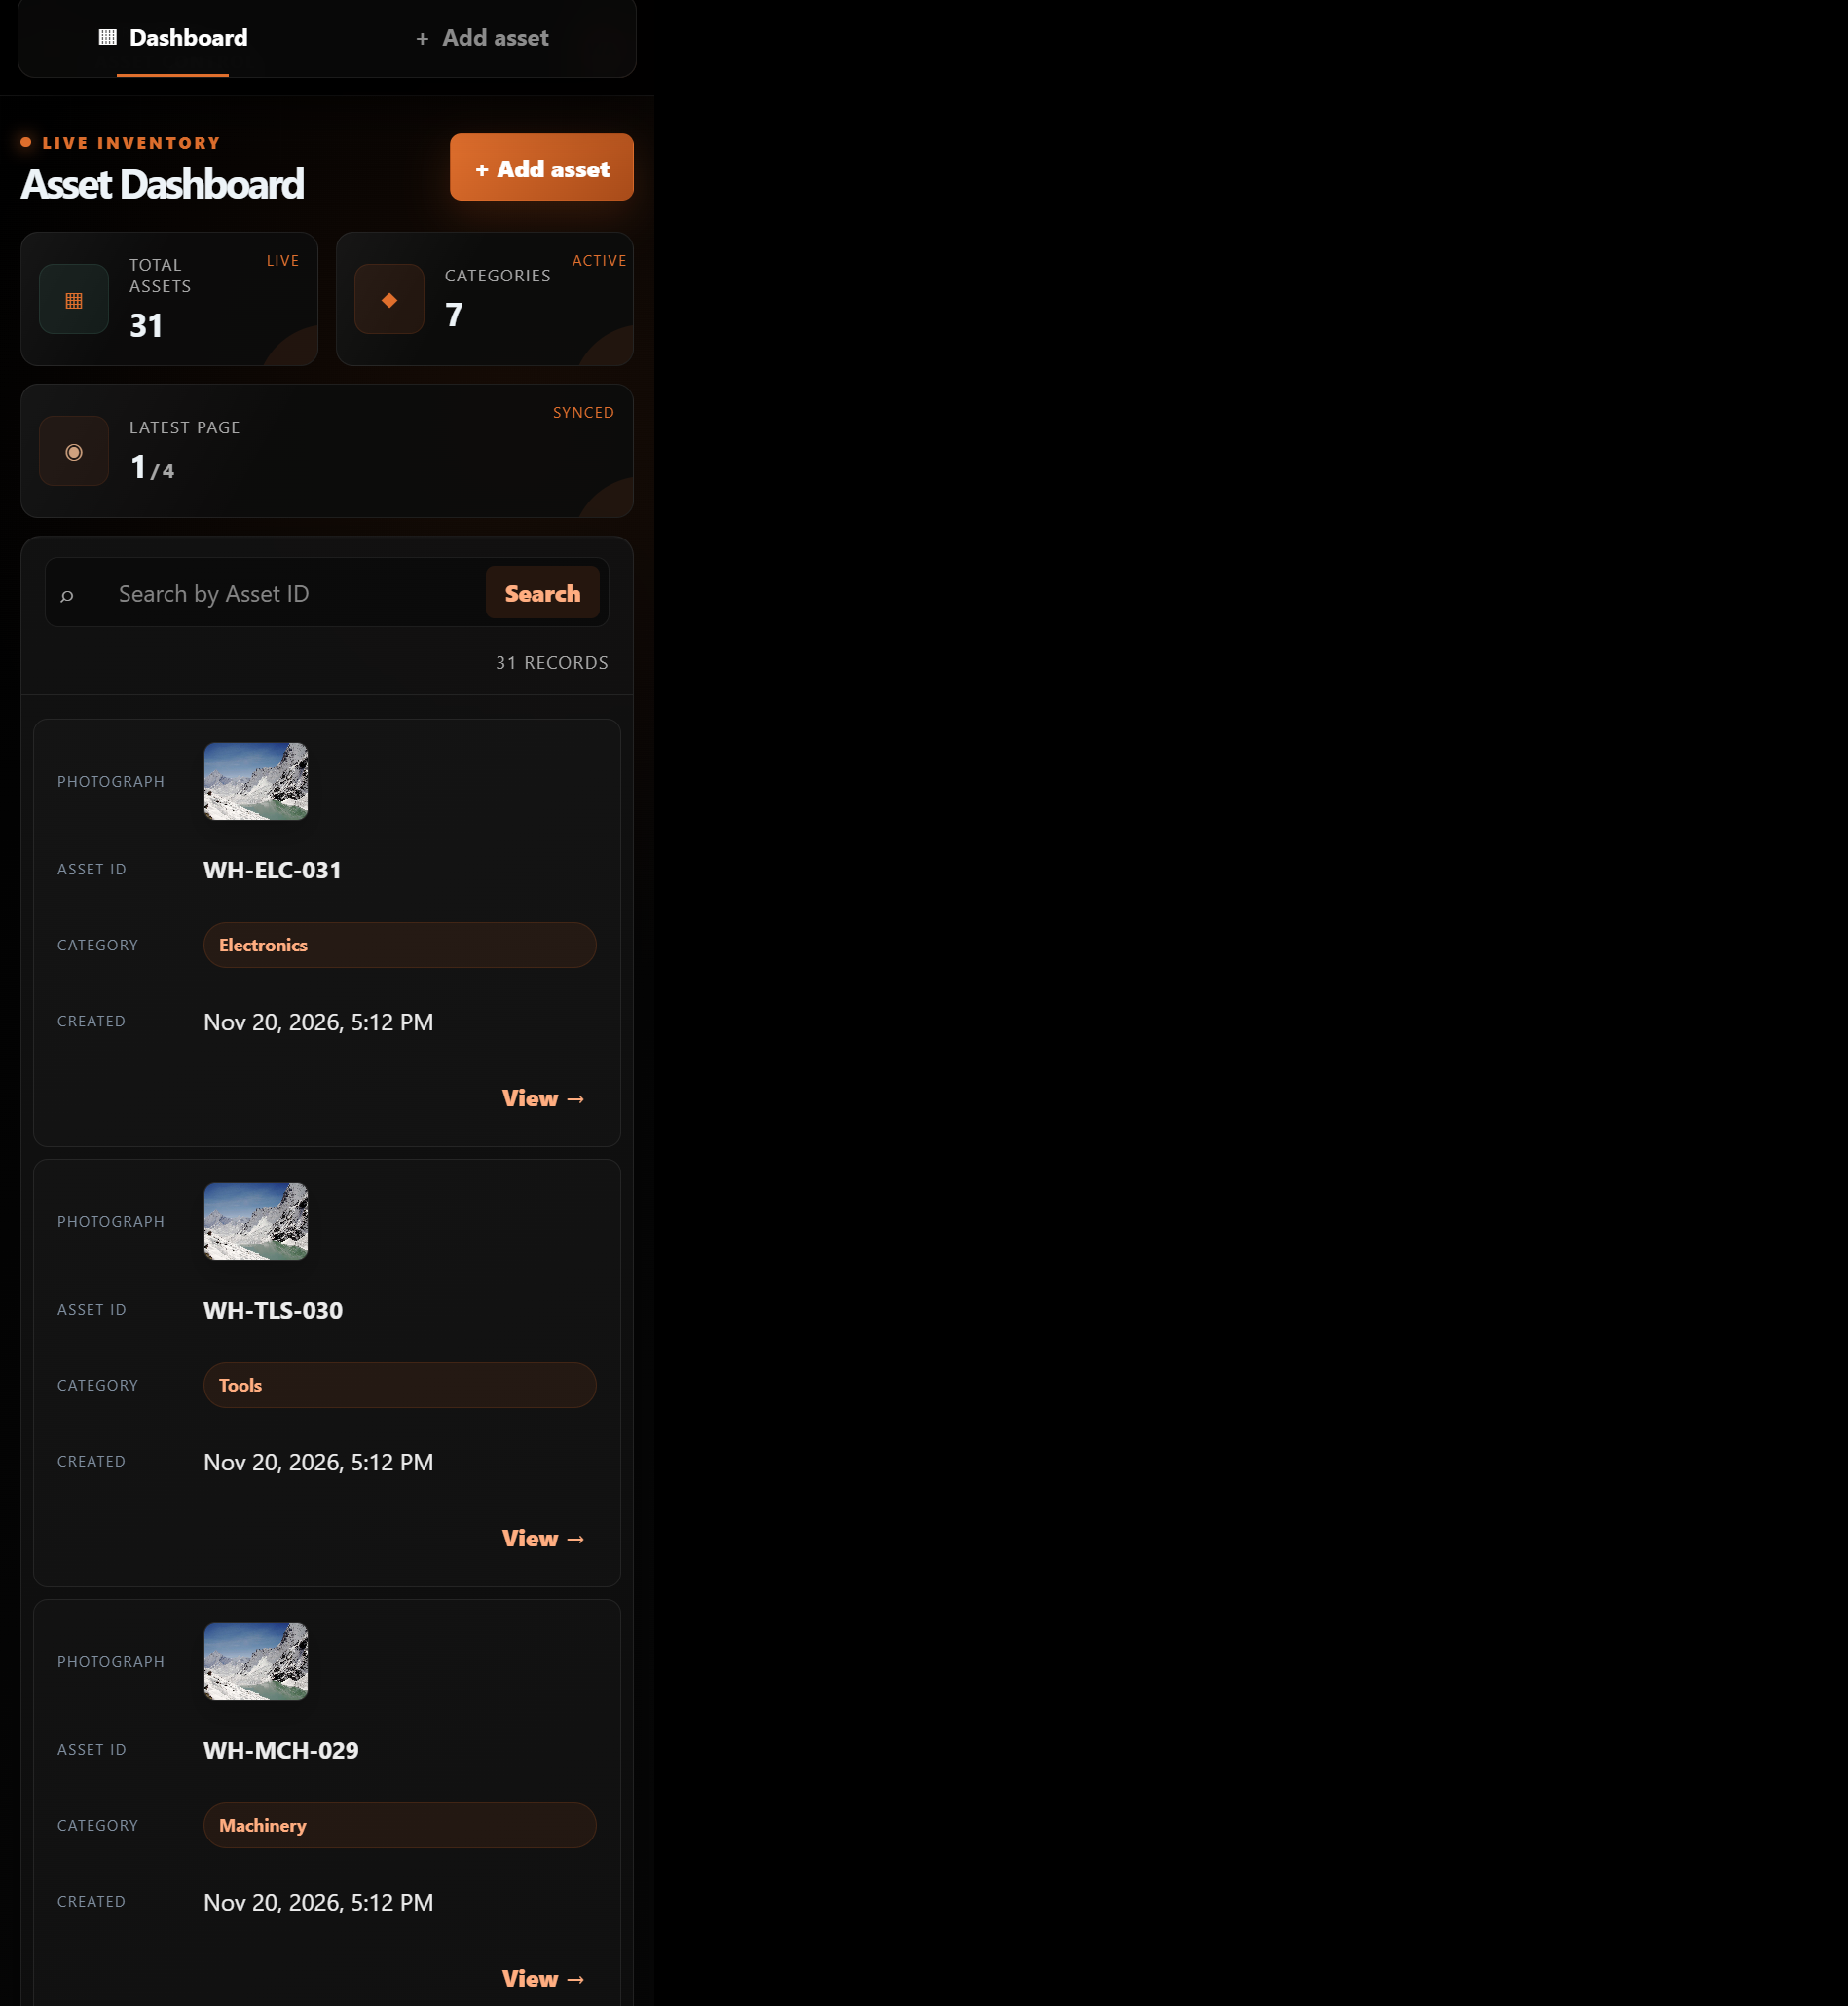 Dashboard
+ Add asset
LIVE INVENTORY
Asset Dashboard
+ Add asset
TOTAL
ASSETS
31
LIVE
CATEGORIES
7
ACTIVE
LATEST PAGE
1/4
SYNCED
Search by Asset ID
Search
31 RECORDS
PHOTOGRAPH
ASSET ID WH-ELC-031
CATEGORY Electronics
CREATED Nov 20, 2026, 5:12 PM
View →
PHOTOGRAPH
ASSET ID WH-TLS-030
CATEGORY Tools
CREATED Nov 20, 2026, 5:12 PM
View →
PHOTOGRAPH
ASSET ID WH-MCH-029
CATEGORY Machinery
CREATED Nov 20, 2026, 5:12 PM
View →